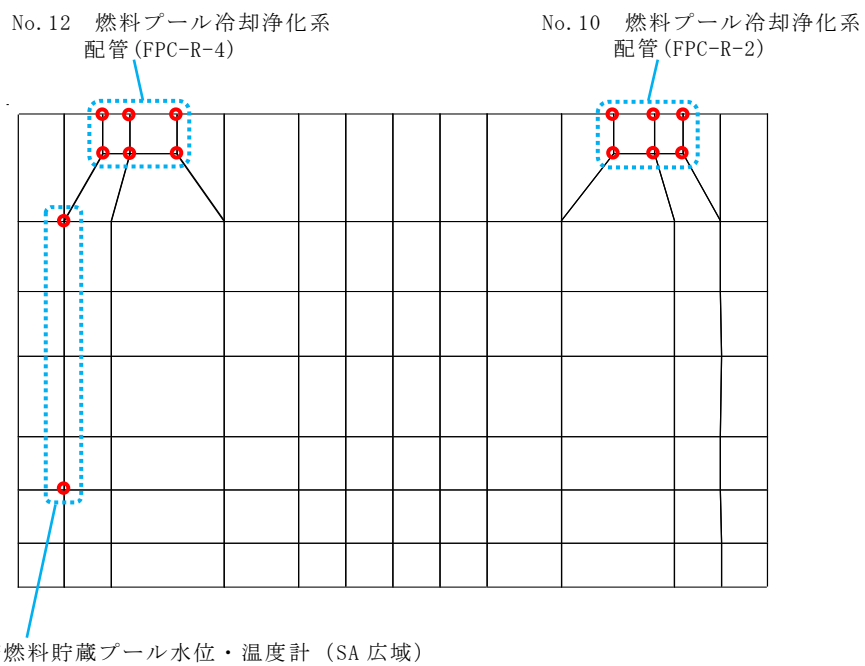 No.12 燃料プール冷却浄化系
配管(FPC-R-4)
No.10 燃料プール冷却浄化系
配管(FPC-R-2)
燃料貯蔵プール水位・温度計（SA 広域）